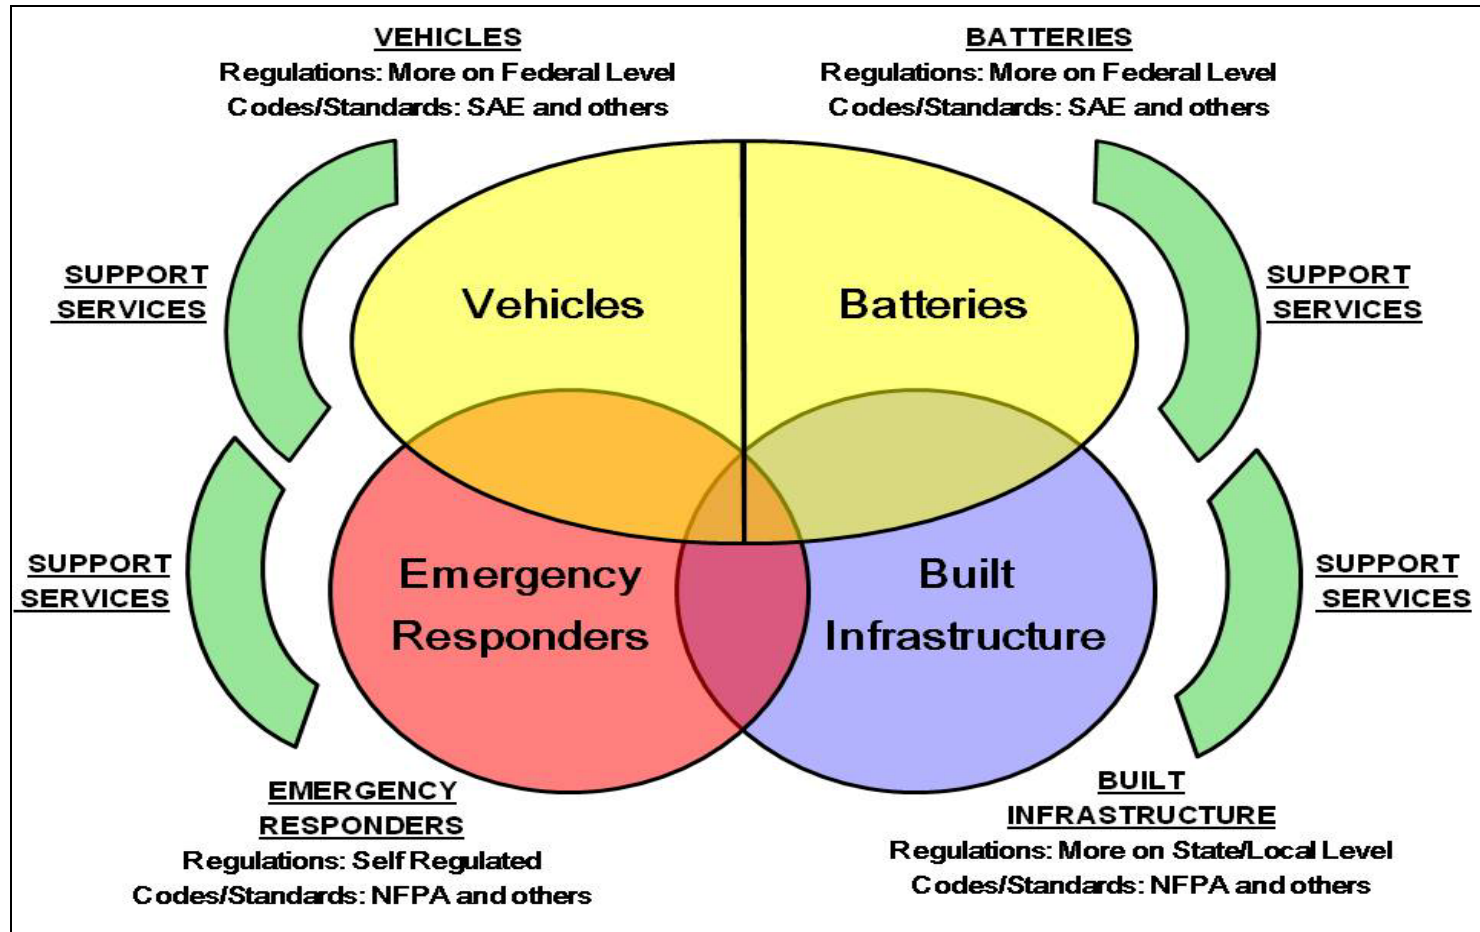 VEHICLES
Regulations: More on Federal Level
Codes/Standards: SAE and others
BATTERIES
Regulations: More on Federal Level
Codes/Standards: SAE and others
SUPPORT
SERVICES
Vehicles
Batteries
SUPPORT
SERVICES
SUPPORT
SERVICES
Emergency
Responders
Built
Infrastructure
SUPPORT
SERVICES
EMERGENCY
RESPONDERS
Regulations: Self Regulated
Codes/Standards: NFPA and others
BUILT
INFRASTRUCTURE
Regulations: More on State/Local Level
Codes/Standards: NFPA and others